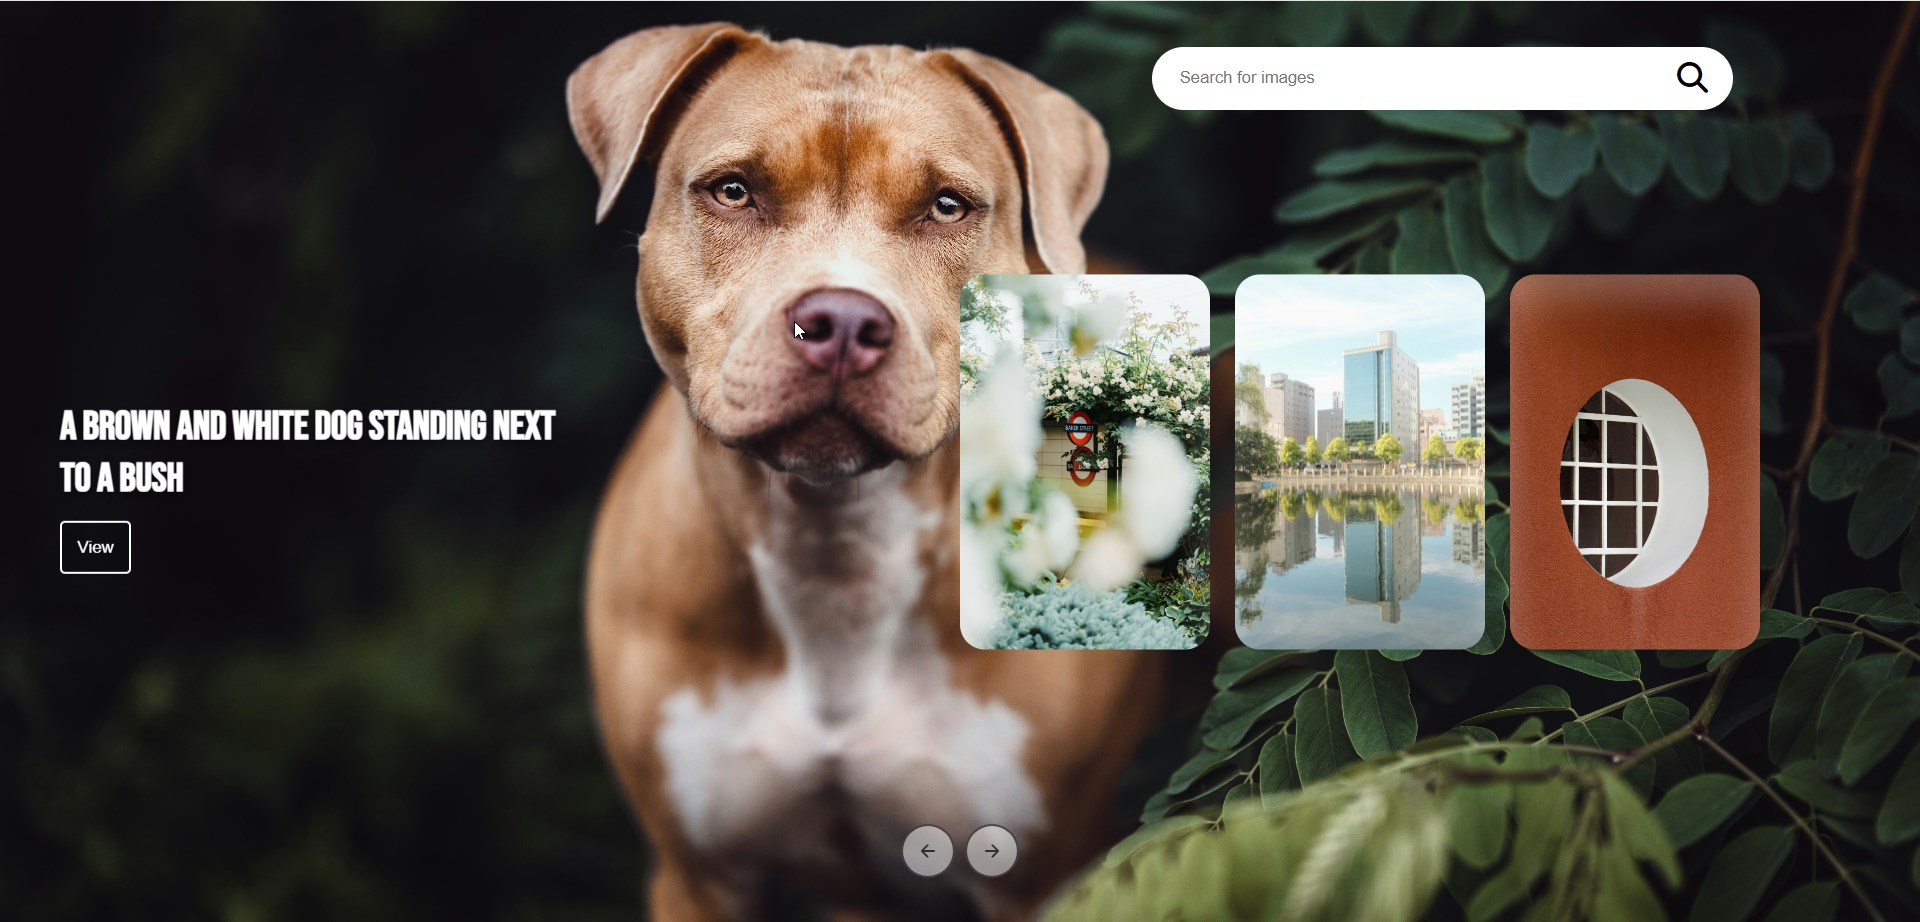 Search for images
BAKER STREET
A BROWN AND WHITE DOG STANDING NEXT
TO A BUSH
View